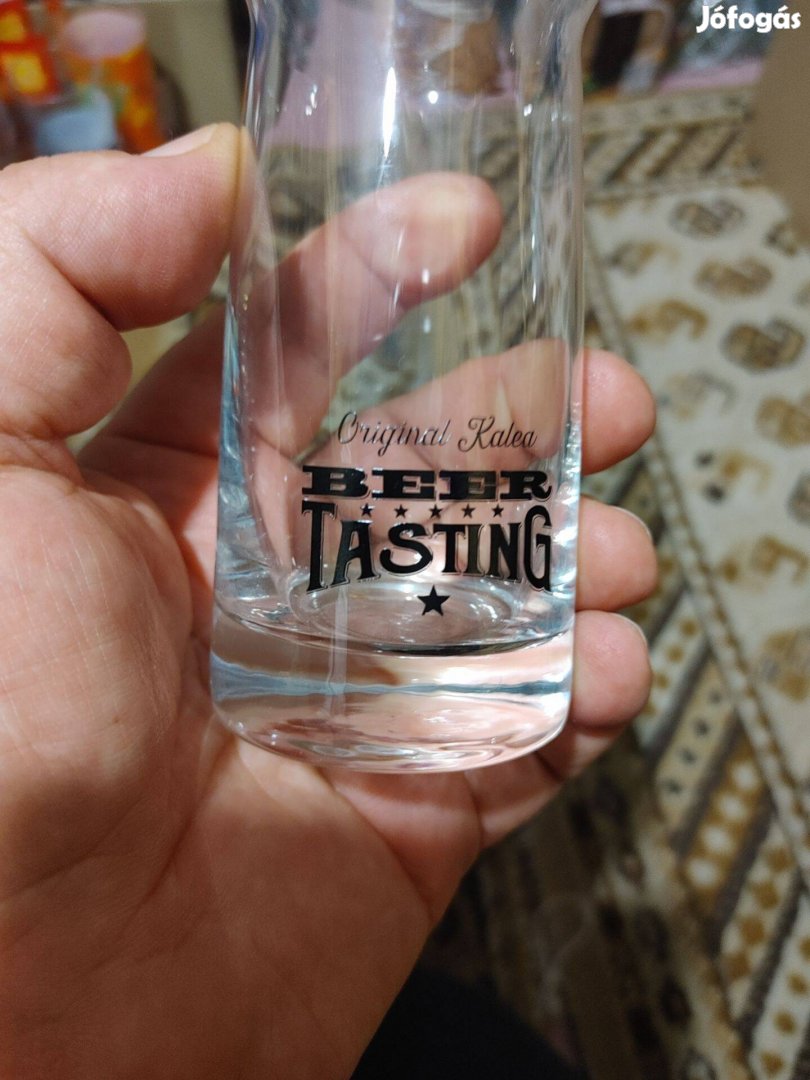 Jófogás
Original Kalea
BEER
TASTING